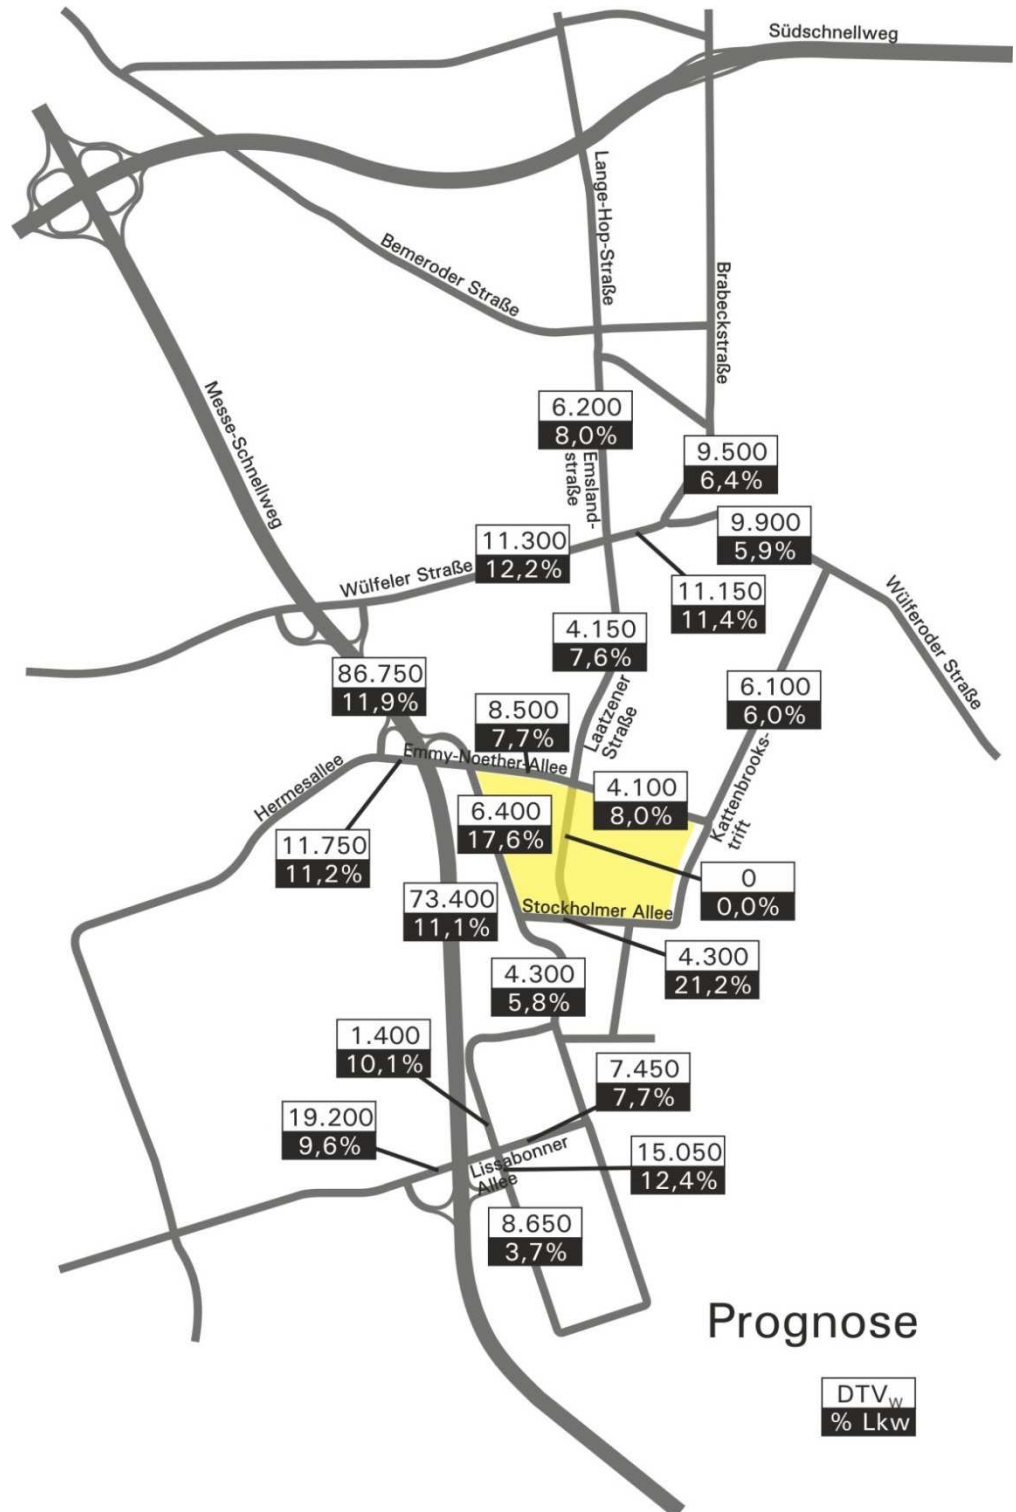 Südschnellweg
Lange-Hop-Straße
Bemeroder Straße
Brabeckstraße
Messe-Schnellweg
6.200
8,0%
Emsland-
straße
9.500
6,4%
9.900
5,9%
11.300
12,2%
Wülfeler Straße
11.150
11,4%
Wülferoder Straße
4.150
7,6%
86.750
11,9%
6.100
6,0%
8.500
7,7%
Laatzener
Straße
Emmy-Noether-Allee
Hermesallee
4.100
8,0%
Kattenbrooks-
trift
6.400
17,6%
11.750
11,2%
0
0,0%
73.400
11,1%
Stockholmer Allee
4.300
21,2%
4.300
5,8%
1.400
10,1%
7.450
7,7%
19.200
9,6%
Lissabonner
Allee
15.050
12,4%
8.650
3,7%
Prognose
DTVw
% Lkw